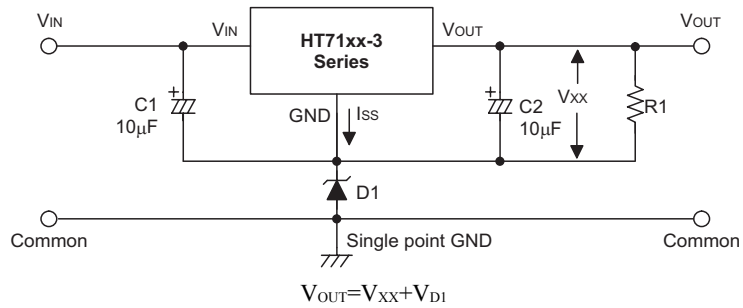 VIN
VIN
HT71xx-3
Series
VOUT
VOUT
C1
10μF
GND
ISS
C2
10μF
VXX
R1
D1
Common
Single point GND
Common
VOUT=VXX+VD1